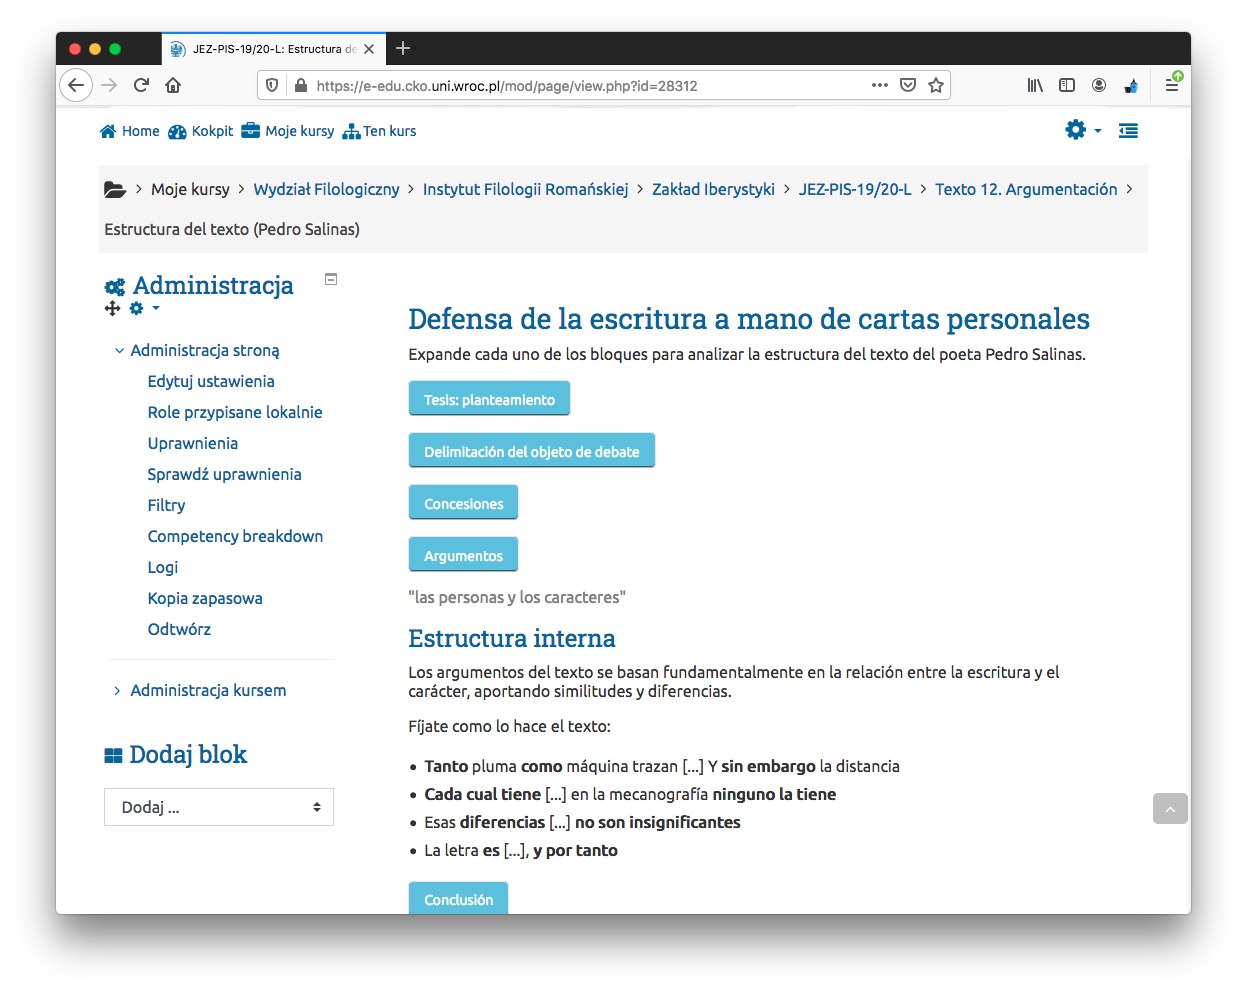 JEZ-PIS-19/20-L: Estructura de
https://e-edu.cko.uni.wroc.pl/mod/page/view.php?id=28312
Home Kokpit Moje kursy Ten kurs
Moje kursy > Wydział Filologiczny > Instytut Filologii Romańskiej > Zakład Iberystyki > JEZ-PIS-19/20-L > Texto 12. Argumentación >
Estructura del texto (Pedro Salinas)
Administracja
Administracja stroną
Edytuj ustawienia
Role przypisane lokalnie
Uprawnienia
Sprawdź uprawnienia
Filtry
Competency breakdown
Logi
Kopia zapasowa
Odtwórz
Administracja kursem
Dodaj blok
Dodaj ...
Defensa de la escritura a mano de cartas personales
Expande cada uno de los bloques para analizar la estructura del texto del poeta Pedro Salinas.
Tesis: planteamiento
Delimitación del objeto de debate
Concesiones
Argumentos
"las personas y los caracteres"
Estructura interna
Los argumentos del texto se basan fundamentalmente en la relación entre la escritura y el
carácter, aportando similitudes y diferencias.
Fíjate como lo hace el texto:
• Tanto pluma como máquina trazan [...] Y sin embargo la distancia
• Cada cual tiene [...] en la mecanografía ninguno la tiene
• Esas diferencias [...] no son insignificantes
• La letra es [...], y por tanto
Conclusión